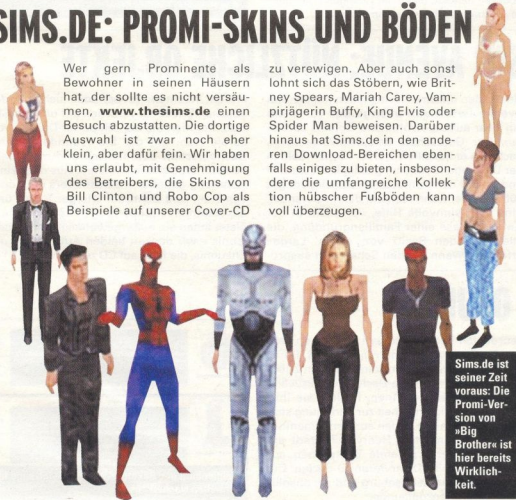 SIMS.DE: PROMI-SKINS UND BÖDEN
Wer gern Prominente als
Bewohner in seinen Häusern
hat, der sollte es nicht versäu-
men, www.thesims.de einen
Besuch abzustatten. Die dortige
Auswahl ist zwar noch eher
klein, aber dafür fein. Wir haben
uns erlaubt, mit Genehmigung
des Betreibers, die Skins von
Bill Clinton und Robo Cop als
Beispiele auf unserer Cover-CD
zu verewigen. Aber auch sonst
lohnt sich das Stöbern, wie Brit-
ney Spears, Mariah Carey, Vam-
pirjägerin Buffy, King Elvis oder
Spider Man beweisen. Darüber
hinaus hat Sims.de in den ande-
ren Download-Bereichen eben-
falls einiges zu bieten, insbeson-
dere die umfangreiche Kollek-
tion hübscher Fußböden kann
voll überzeugen.
Sims.de ist
seiner Zeit
voraus: Die
Promi-Ver-
sion von
»Big
Brother« ist
hier bereits
Wirklich-
keit.